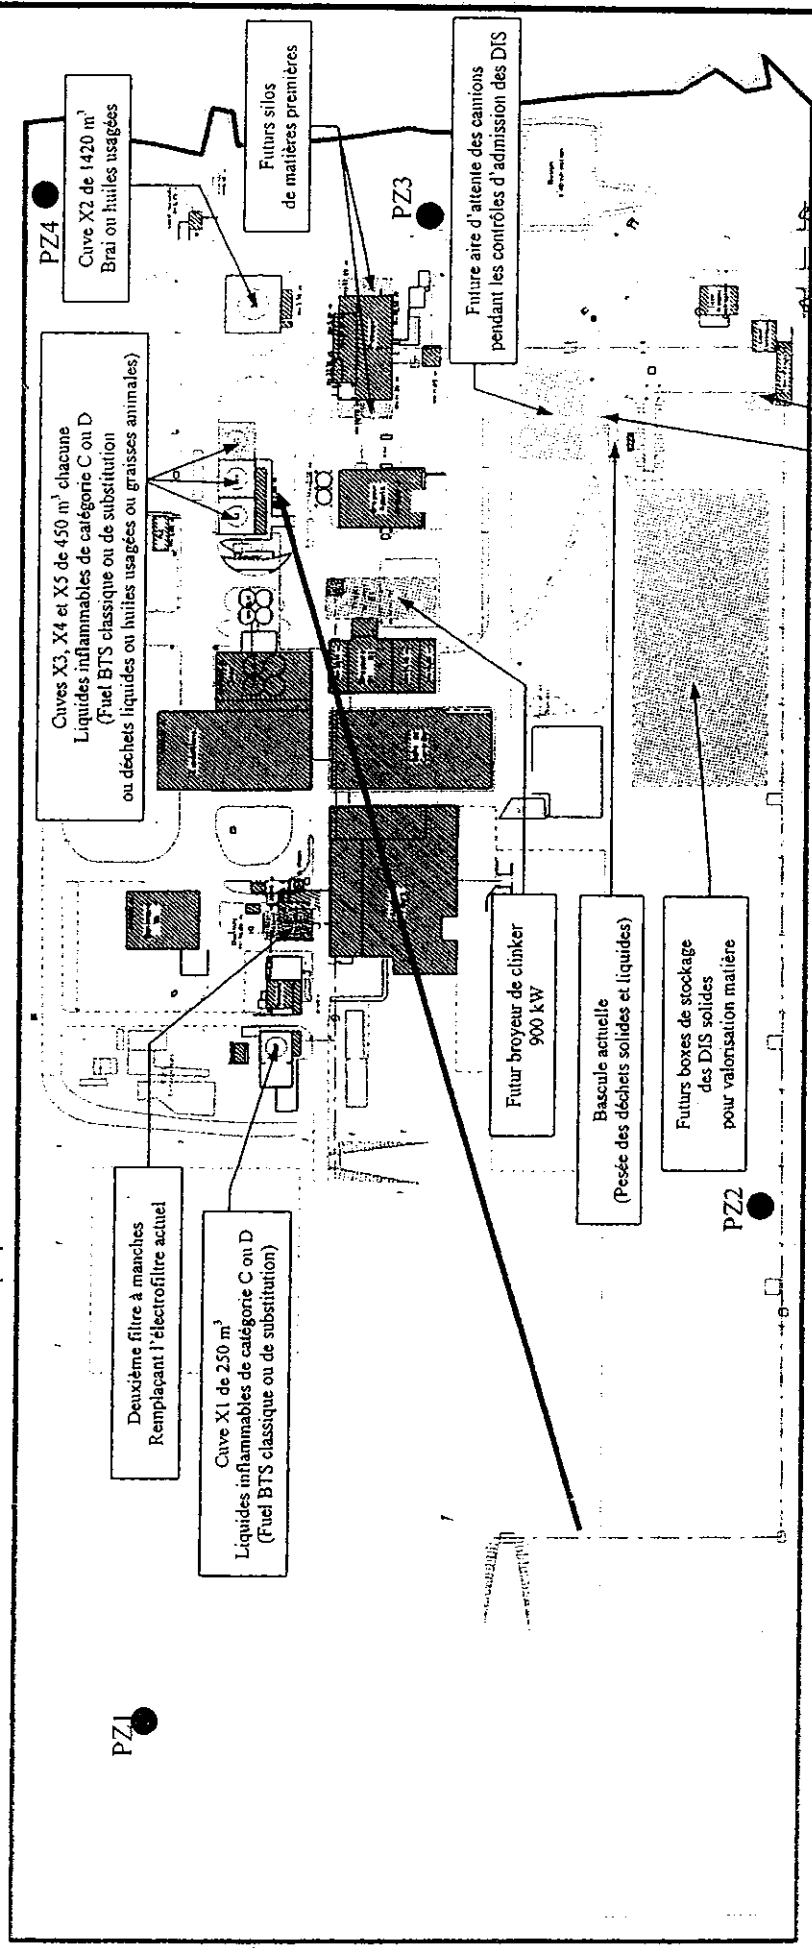 PZ4
Cuve X2 de 1420 m³
Brai ou huiles usagées
Futurs silos
de matières premières
PZ3
Future aire d'attente des camions
pendant les contrôles d'admission des DIS
Cuves X3, X4 et X5 de 450 m³ chacune
Liquides inflammables de catégorie C ou D
(Fuel BTS classique ou de substitution
ou déchets liquides ou huiles usagées ou graisses animales)
Deuxième filtre à manches
Remplaçant l'électrofiltre actuel
Cuve X1 de 250 m³
Liquides inflammables de catégorie C ou D
(Fuel BTS classique ou de substitution)
Futur broyeur de clinker
900 kW
Bascule actuelle
(Pesée des déchets solides et liquides)
Futurs boxes de stockage
des DIS solides
pour valorisation matière
PZ2
PZ1